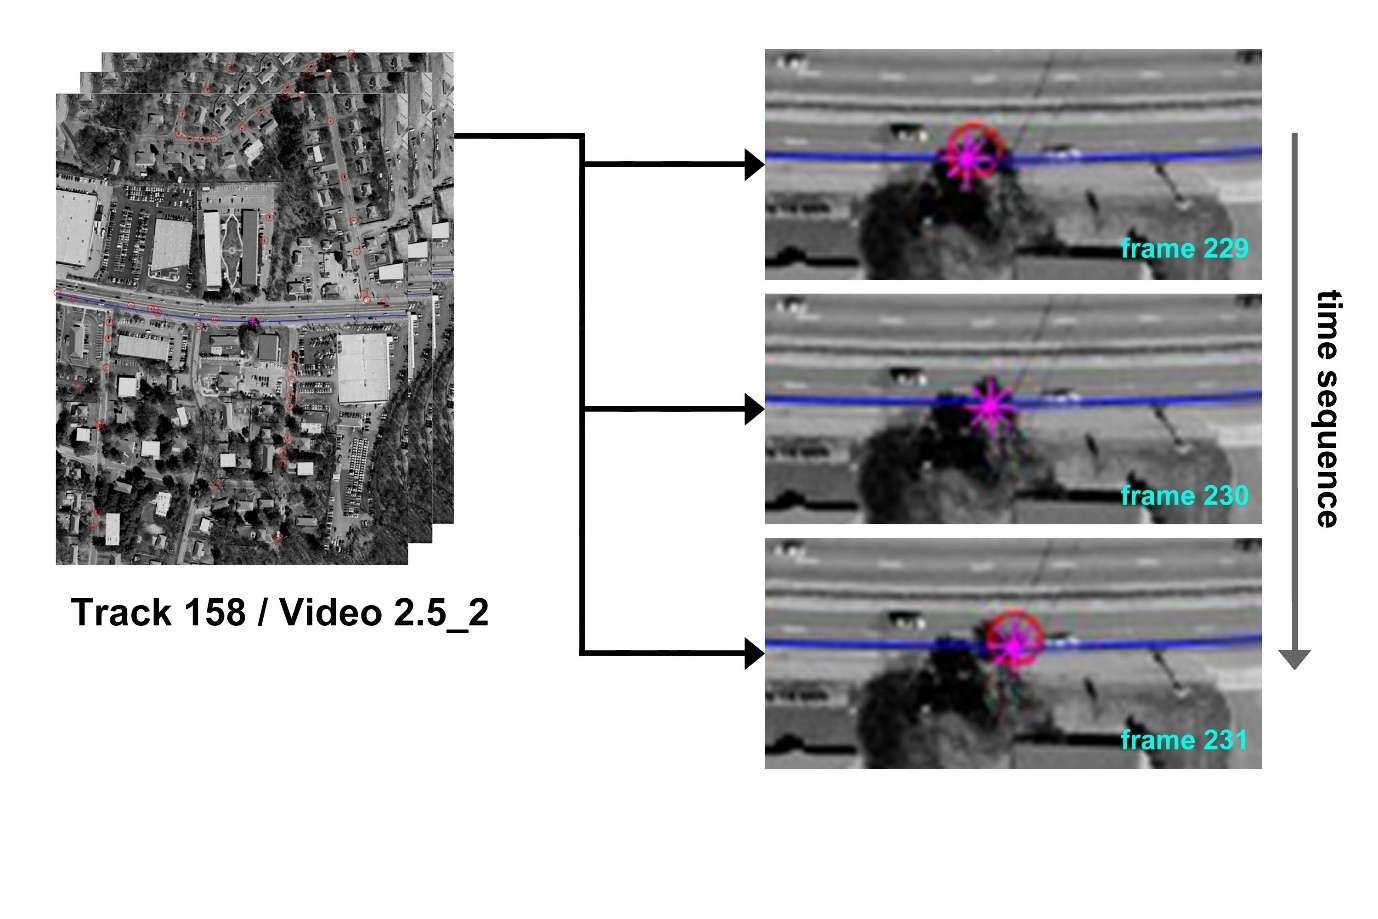 frame 229
frame 230
frame 231
time sequence
Track 158 / Video 2.5_2